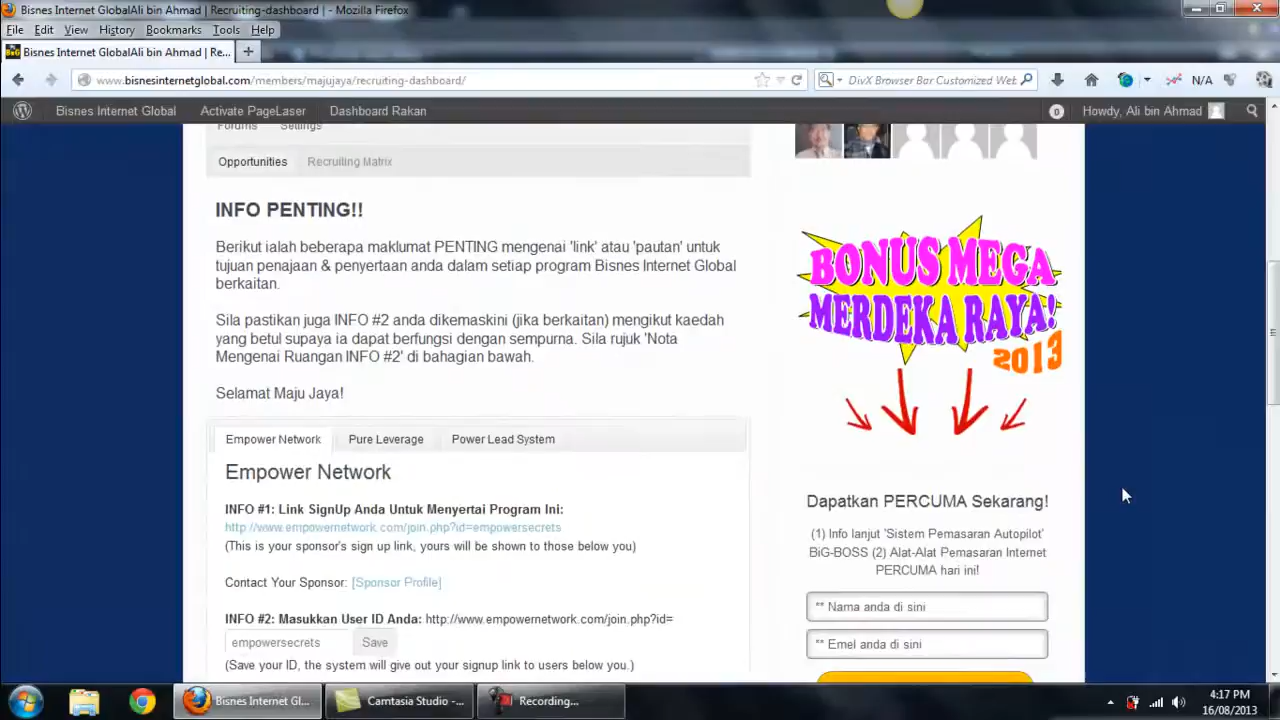 Bisnes Internet GlobalAli bin Ahmad | Recruiting-dashboard | - Mozilla Firefox
File Edit View History Bookmarks Tools Help
Bisnes Internet GlobalAli bin Ahmad | Re...
www.bisnesinternetglobal.com/members/majujaya/recruiting-dashboard/
DivX Browser Bar Customized Web
N/A
Bisnes Internet Global Activate PageLaser Dashboard Rakan
0 Howdy, Ali bin Ahmad
Forums Settings
Opportunities Recruiting Matrix
INFO PENTING!!
Berikut ialah beberapa maklumat PENTING mengenai 'link' atau 'pautan' untuk
tujuan penajaan & penyertaan anda dalam setiap program Bisnes Internet Global
berkaitan.
Sila pastikan juga INFO #2 anda dikemaskini (jika berkaitan) mengikut kaedah
yang betul supaya ia dapat berfungsi dengan sempurna. Sila rujuk 'Nota
Mengenai Ruangan INFO #2' di bahagian bawah.
Selamat Maju Jaya!
Empower Network Pure Leverage Power Lead System
Empower Network
INFO #1: Link SignUp Anda Untuk Menyertai Program Ini:
http://www.empowernetwork.com/join.php?id=empowersecrets
(This is your sponsor's sign up link, yours will be shown to those below you)
Contact Your Sponsor: [Sponsor Profile]
INFO #2: Masukkan User ID Anda: http://www.empowernetwork.com/join.php?id=
empowersecrets Save
(Save your ID, the system will give out your signup link to users below you.)
BONUS MEGA
MERDEKA RAYA!
2013
Dapatkan PERCUMA Sekarang!
(1) Info lanjut 'Sistem Pemasaran Autopilot'
BiG-BOSS (2) Alat-Alat Pemasaran Internet
PERCUMA hari ini!
** Nama anda di sini
** Emel anda di sini
Bisnes Internet Gl...
Camtasia Studio -...
Recording...
4:17 PM
16/08/2013